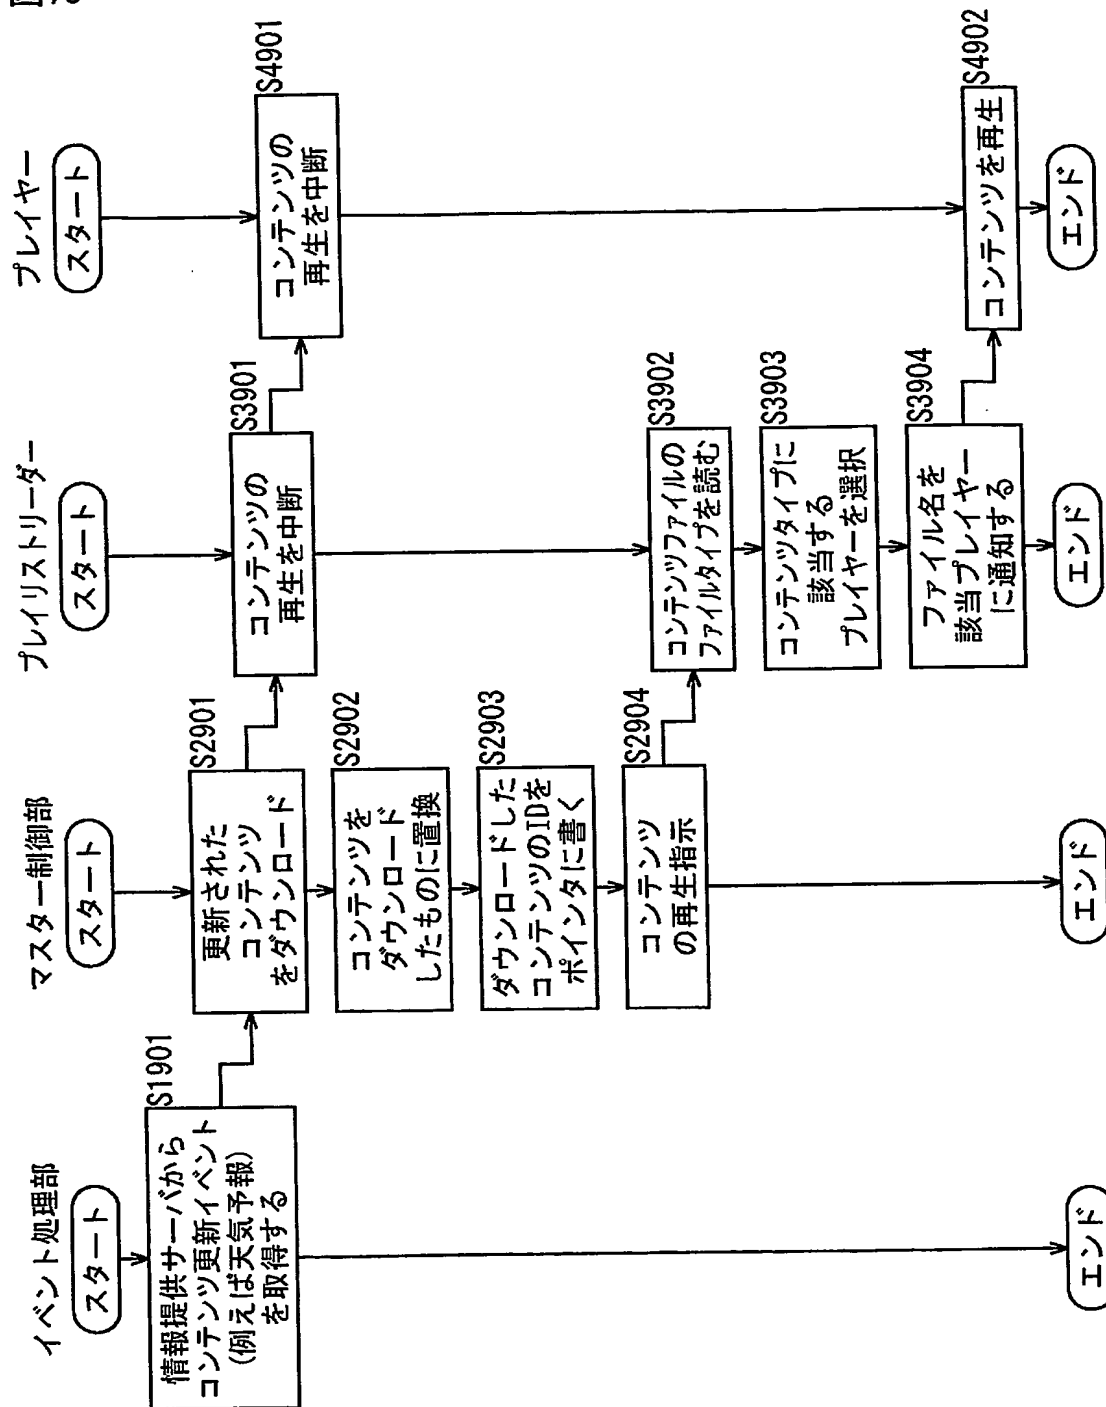 イベント処理部
スタート
S1901
情報提供サーバから
コンテンツ更新イベント
(例えば天気予報)
を取得する
エンド
マスター制御部
スタート
S2901
更新された
コンテンツ
をダウンロード
S2902
コンテンツを
ダウンロード
したものに置換
S2903
ダウンロードした
コンテンツのIDを
ポインタに書く
S2904
コンテンツ
の再生指示
エンド
プレイリストリーダー
スタート
S3901
コンテンツの
再生を中断
S3902
コンテンツファイルの
ファイルタイプを読む
S3903
コンテンツタイプに
該当する
プレイヤーを選択
S3904
ファイル名を
該当プレイヤー
に通知する
エンド
プレイヤー
スタート
S4901
コンテンツの
再生を中断
S4902
コンテンツを再生
エンド